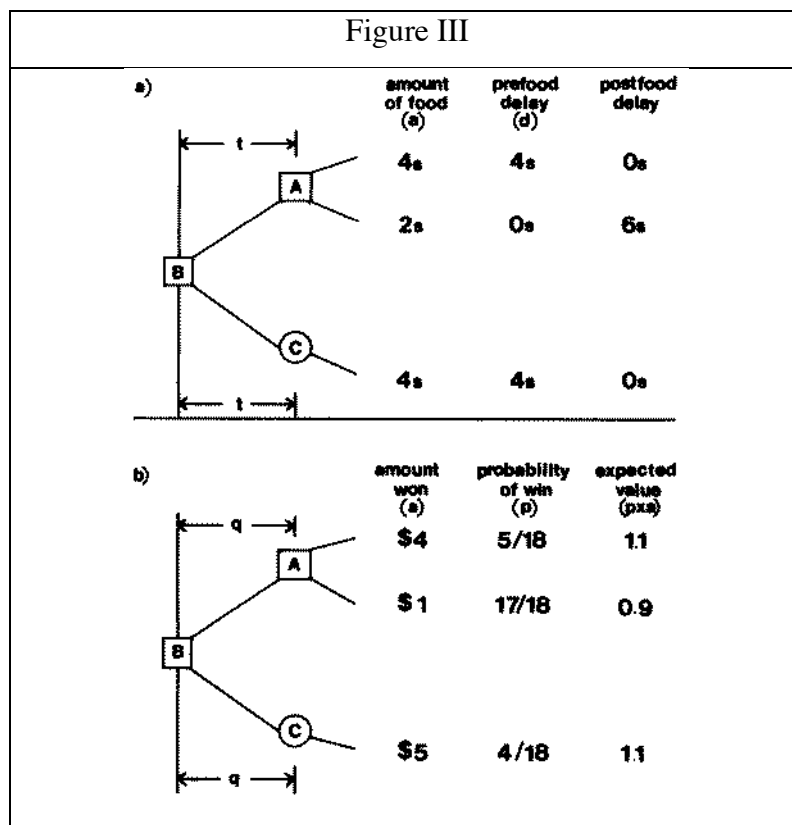 Figure III
a)
amount of food (a) prefood delay (d) postfood delay
t
4s 4s 0s
A
2s 0s 6s
B
C
4s 4s 0s
t
b)
amount won (a) probability of win (p) expected value (pxa)
q
$4 5/18 1.1
A
$1 17/18 0.9
B
C
$5 4/18 1.1
q